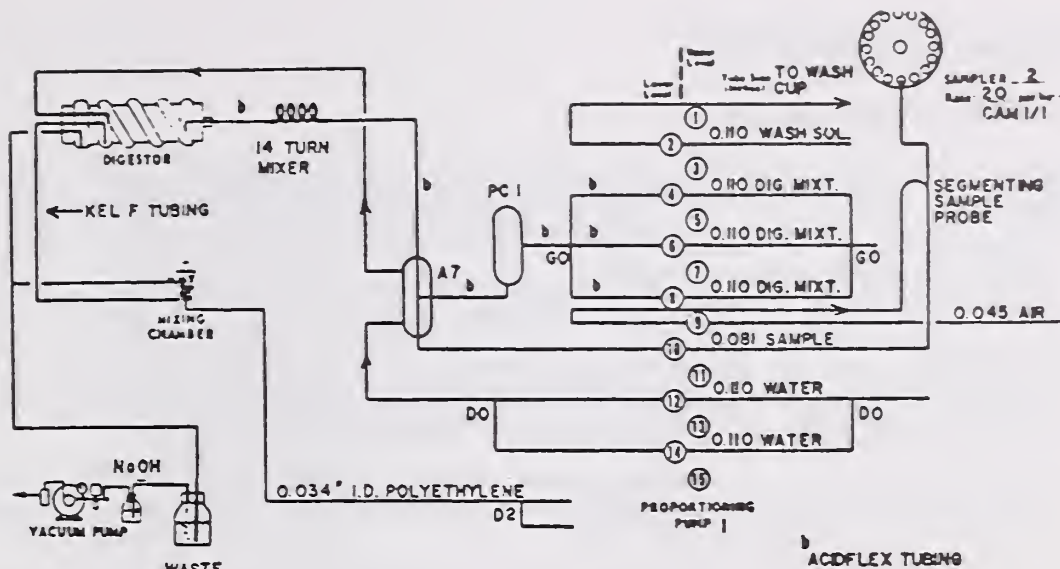 TO WASH
CUP
SAMPLER 2
Rate 20 per hr.
CAM 1/1
1
2
0.110 WASH SOL.
DIGESTOR
b
14 TURN
MIXER
b
PC 1
3
b
4
0.110 DIG. MIXT.
SEGMENTING
SAMPLE
PROBE
KEL F TUBING
5
b
b
GO
6
0.110 DIG. MIXT.
GO
A7
b
7
b
8
0.110 DIG. MIXT.
MIXING
CHAMBER
9
0.045 AIR
10
0.081 SAMPLE
11
12
0.110 WATER
DO
DO
13
14
0.110 WATER
NaOH
0.034" I.D. POLYETHYLENE
D2
15
PROPORTIONING
PUMP I
VACUUM PUMP
WASTE
b
ACIDFLEX TUBING